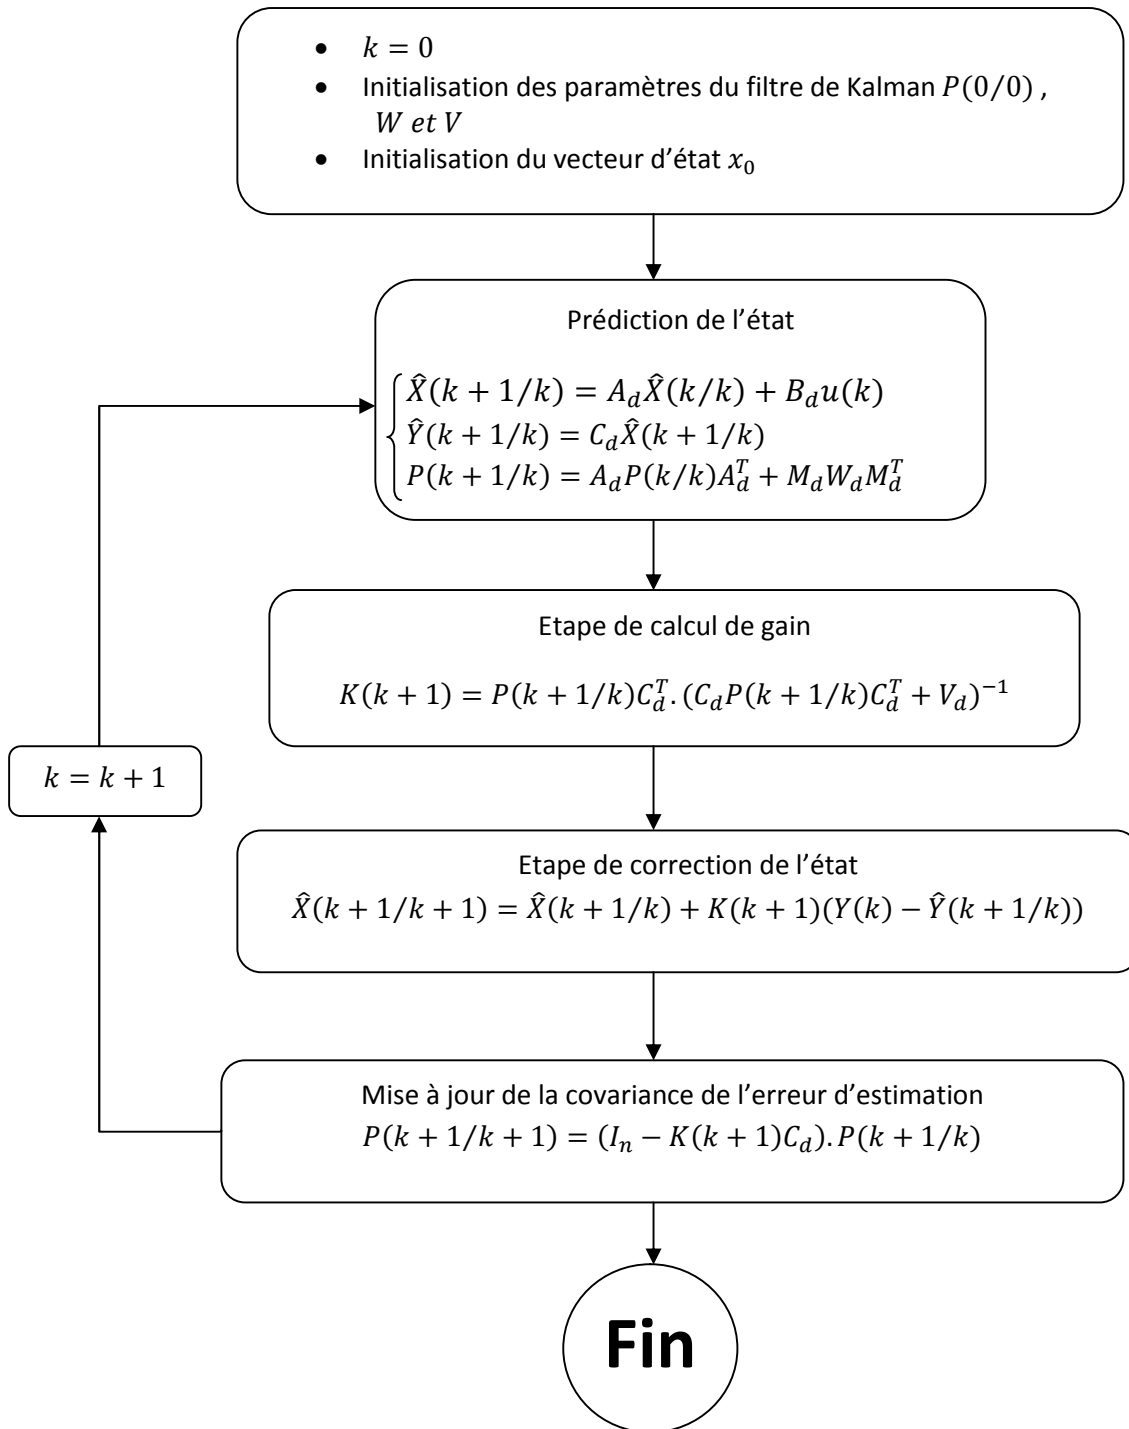 • k = 0
• Initialisation des paramètres du filtre de Kalman P(0/0) ,
W et V
• Initialisation du vecteur d’état x₀
Prédiction de l’état
X̂(k + 1/k) = A_d X̂(k/k) + B_d u(k)
Ŷ(k + 1/k) = C_d X̂(k + 1/k)
P(k + 1/k) = A_d P(k/k)A_d^T + M_d W_d M_d^T
Etape de calcul de gain
K(k + 1) = P(k + 1/k)C_d^T. (C_d P(k + 1/k)C_d^T + V_d)^−1
k = k + 1
Etape de correction de l’état
X̂(k + 1/k + 1) = X̂(k + 1/k) + K(k + 1)(Y(k) − Ŷ(k + 1/k))
Mise à jour de la covariance de l’erreur d’estimation
P(k + 1/k + 1) = (I_n − K(k + 1)C_d). P(k + 1/k)
Fin